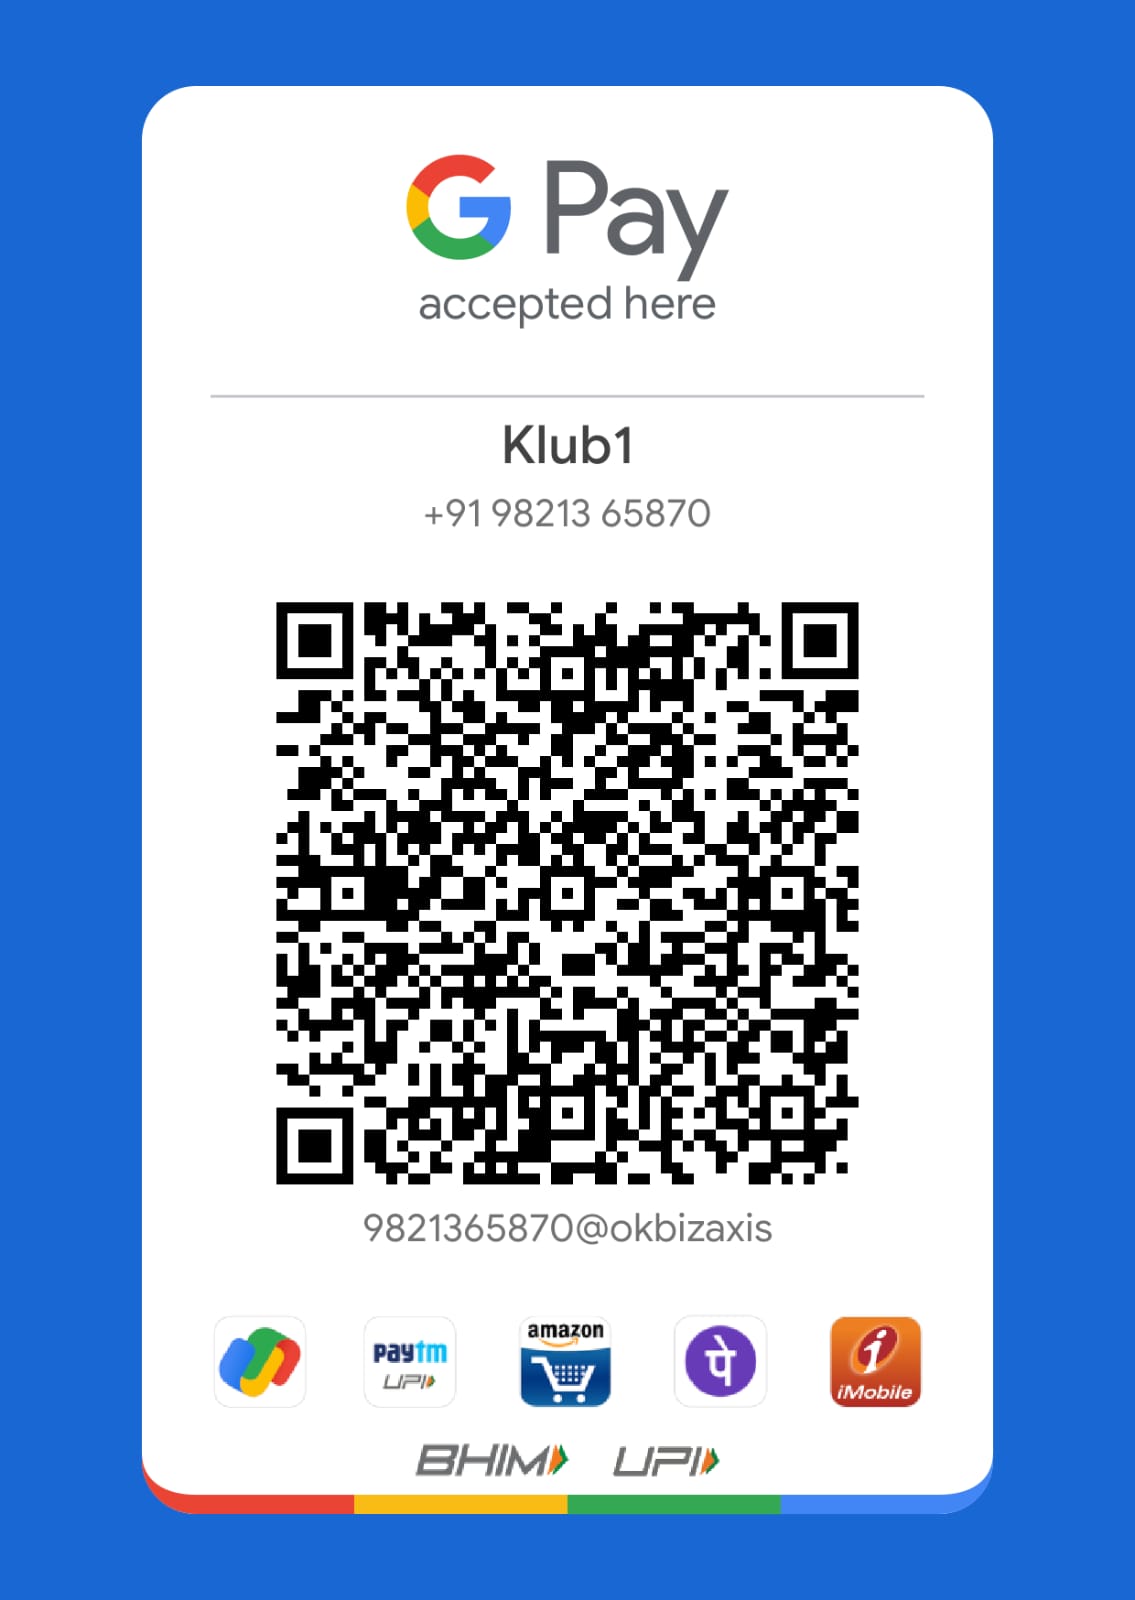 G Pay
accepted here
Klub1
+91 98213 65870
9821365870@okbizaxis
paytm
UPI
amazon
पे
i
iMobile
BHIM UPI